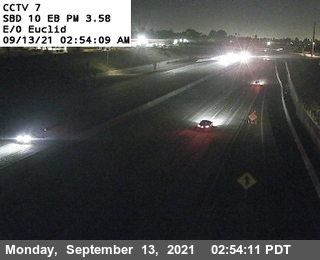 CCTV 7
SBD 10 EB PM 3.58
E/O Euclid
09/13/21 02:54:09 AM
Monday, September 13, 2021 02:54:11 PDT